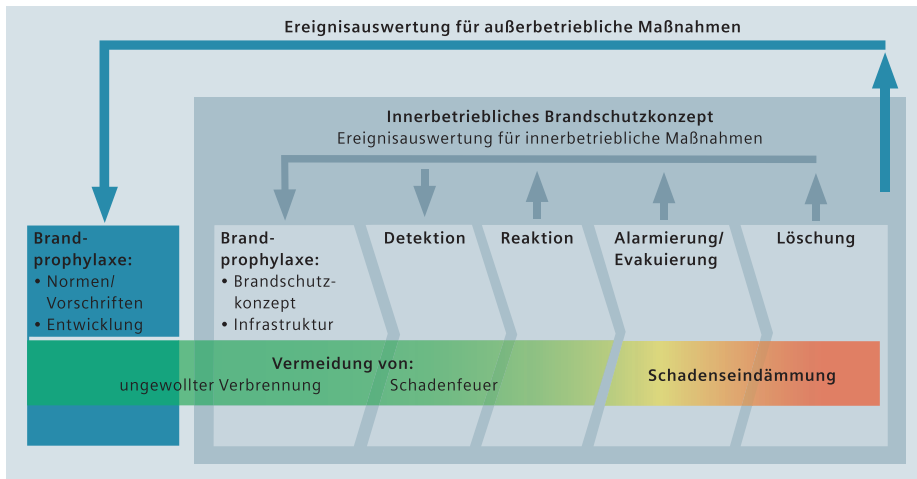 Ereignisauswertung für außerbetriebliche Maßnahmen
Innerbetriebliches Brandschutzkonzept
Ereignisauswertung für innerbetriebliche Maßnahmen
Brand-
prophylaxe:
• Normen/
Vorschriften
• Entwicklung
Brand-
prophylaxe:
• Brandschutz-
konzept
• Infrastruktur
Detektion
Reaktion
Alarmierung/
Evakuierung
Löschung
Vermeidung von:
ungewollter Verbrennung
Schadenfeuer
Schadenseindämmung